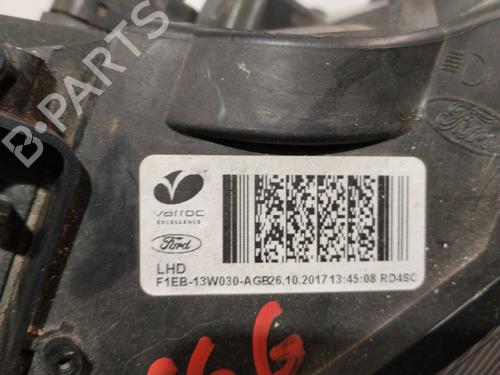 B-PARTS
Ford
varroc
EXCELLENCE
Ford
LHD
F1EB-13W030-AGB26.10.2017 13:45:08 RD4SC